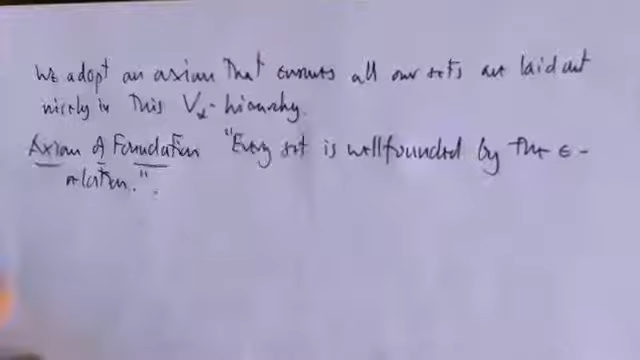 We adopt an axiom that ensures all our sets are laid out
nicely in this Vα-hierarchy.
Axiom of Foundation "Every set is wellfounded by the ∈-
relation.".